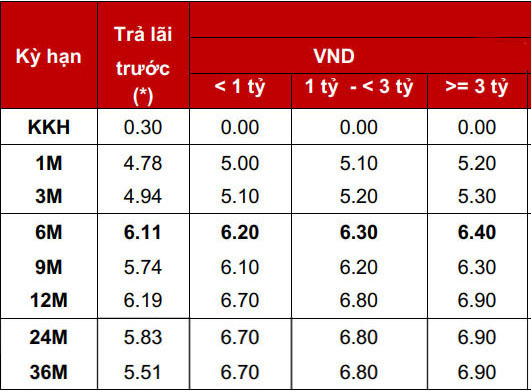 Kỳ hạn Trả lãi trước (*) VND
< 1 tỷ 1 tỷ - < 3 tỷ >= 3 tỷ
KKH 0.30 0.00 0.00 0.00
1M 4.78 5.00 5.10 5.20
3M 4.94 5.10 5.20 5.30
6M 6.11 6.20 6.30 6.40
9M 5.74 6.10 6.20 6.30
12M 6.19 6.70 6.80 6.90
24M 5.83 6.70 6.80 6.90
36M 5.51 6.70 6.80 6.90